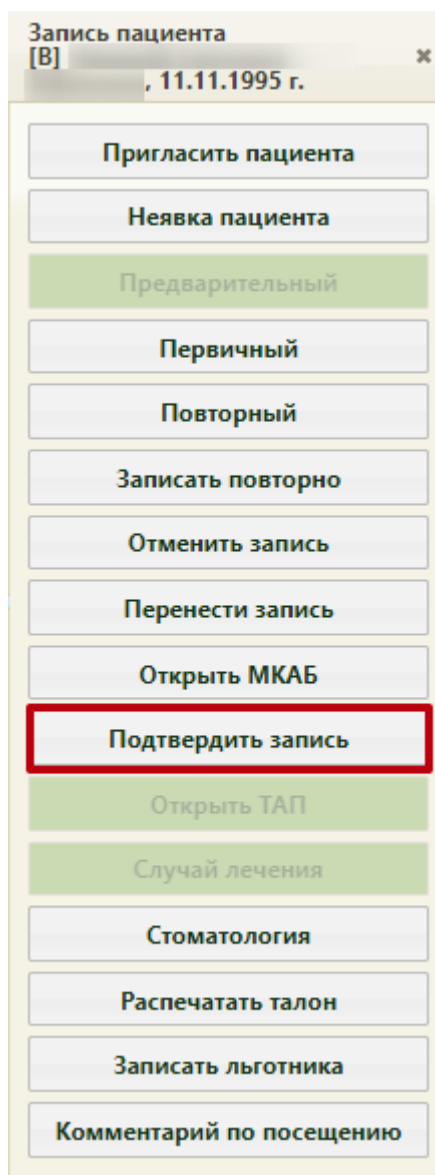 Запись пациента
[В]
, 11.11.1995 г.
Пригласить пациента
Неявка пациента
Предварительный
Первичный
Повторный
Записать повторно
Отменить запись
Перенести запись
Открыть МКАБ
Подтвердить запись
Открыть ТАП
Случай лечения
Стоматология
Распечатать талон
Записать льготника
Комментарий по посещению